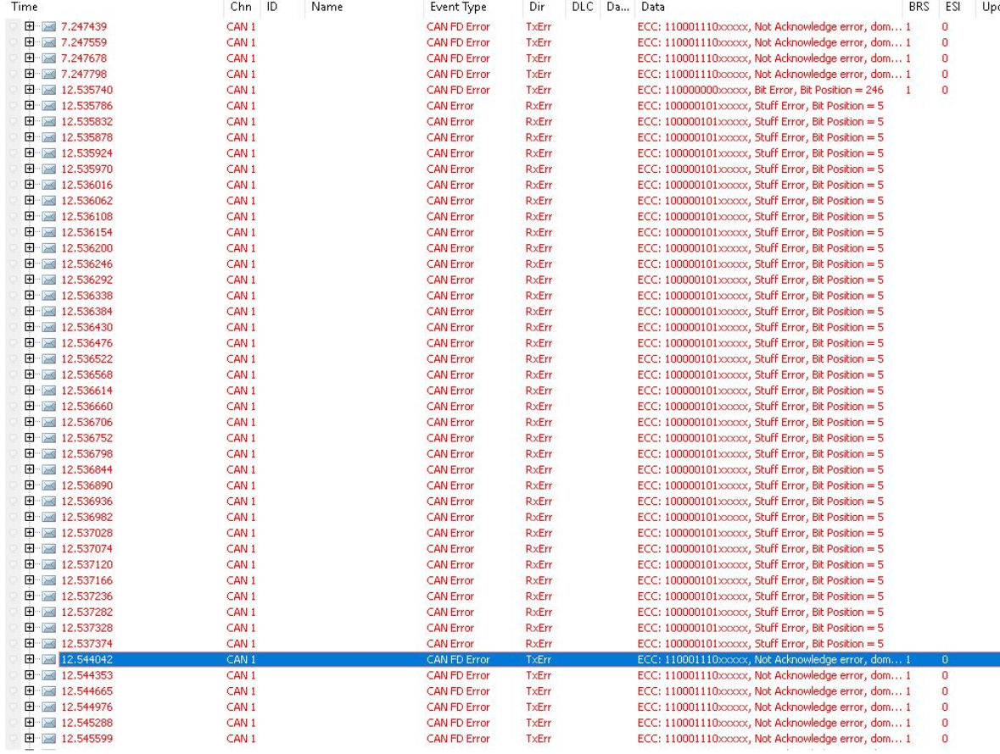 Time Chn ID Name Event Type Dir DLC Da... Data BRS ESI Upc
7.247439 CAN 1 CAN FD Error TxErr ECC: 110001110xxxxx, Not Acknowledge error, dom... 1 0
7.247559 CAN 1 CAN FD Error TxErr ECC: 110001110xxxxx, Not Acknowledge error, dom... 1 0
7.247678 CAN 1 CAN FD Error TxErr ECC: 110001110xxxxx, Not Acknowledge error, dom... 1 0
7.247798 CAN 1 CAN FD Error TxErr ECC: 110001110xxxxx, Not Acknowledge error, dom... 1 0
12.535740 CAN 1 CAN FD Error TxErr ECC: 110000000xxxxx, Bit Error, Bit Position = 246 1 0
12.535786 CAN 1 CAN Error RxErr ECC: 100000101xxxxx, Stuff Error, Bit Position = 5
12.535832 CAN 1 CAN Error RxErr ECC: 100000101xxxxx, Stuff Error, Bit Position = 5
12.535878 CAN 1 CAN Error RxErr ECC: 100000101xxxxx, Stuff Error, Bit Position = 5
12.535924 CAN 1 CAN Error RxErr ECC: 100000101xxxxx, Stuff Error, Bit Position = 5
12.535970 CAN 1 CAN Error RxErr ECC: 100000101xxxxx, Stuff Error, Bit Position = 5
12.536016 CAN 1 CAN Error RxErr ECC: 100000101xxxxx, Stuff Error, Bit Position = 5
12.536062 CAN 1 CAN Error RxErr ECC: 100000101xxxxx, Stuff Error, Bit Position = 5
12.536108 CAN 1 CAN Error RxErr ECC: 100000101xxxxx, Stuff Error, Bit Position = 5
12.536154 CAN 1 CAN Error RxErr ECC: 100000101xxxxx, Stuff Error, Bit Position = 5
12.536200 CAN 1 CAN Error RxErr ECC: 100000101xxxxx, Stuff Error, Bit Position = 5
12.536246 CAN 1 CAN Error RxErr ECC: 100000101xxxxx, Stuff Error, Bit Position = 5
12.536292 CAN 1 CAN Error RxErr ECC: 100000101xxxxx, Stuff Error, Bit Position = 5
12.536338 CAN 1 CAN Error RxErr ECC: 100000101xxxxx, Stuff Error, Bit Position = 5
12.536384 CAN 1 CAN Error RxErr ECC: 100000101xxxxx, Stuff Error, Bit Position = 5
12.536430 CAN 1 CAN Error RxErr ECC: 100000101xxxxx, Stuff Error, Bit Position = 5
12.536476 CAN 1 CAN Error RxErr ECC: 100000101xxxxx, Stuff Error, Bit Position = 5
12.536522 CAN 1 CAN Error RxErr ECC: 100000101xxxxx, Stuff Error, Bit Position = 5
12.536568 CAN 1 CAN Error RxErr ECC: 100000101xxxxx, Stuff Error, Bit Position = 5
12.536614 CAN 1 CAN Error RxErr ECC: 100000101xxxxx, Stuff Error, Bit Position = 5
12.536660 CAN 1 CAN Error RxErr ECC: 100000101xxxxx, Stuff Error, Bit Position = 5
12.536706 CAN 1 CAN Error RxErr ECC: 100000101xxxxx, Stuff Error, Bit Position = 5
12.536752 CAN 1 CAN Error RxErr ECC: 100000101xxxxx, Stuff Error, Bit Position = 5
12.536798 CAN 1 CAN Error RxErr ECC: 100000101xxxxx, Stuff Error, Bit Position = 5
12.536844 CAN 1 CAN Error RxErr ECC: 100000101xxxxx, Stuff Error, Bit Position = 5
12.536890 CAN 1 CAN Error RxErr ECC: 100000101xxxxx, Stuff Error, Bit Position = 5
12.536936 CAN 1 CAN Error RxErr ECC: 100000101xxxxx, Stuff Error, Bit Position = 5
12.536982 CAN 1 CAN Error RxErr ECC: 100000101xxxxx, Stuff Error, Bit Position = 5
12.537028 CAN 1 CAN Error RxErr ECC: 100000101xxxxx, Stuff Error, Bit Position = 5
12.537074 CAN 1 CAN Error RxErr ECC: 100000101xxxxx, Stuff Error, Bit Position = 5
12.537120 CAN 1 CAN Error RxErr ECC: 100000101xxxxx, Stuff Error, Bit Position = 5
12.537166 CAN 1 CAN Error RxErr ECC: 100000101xxxxx, Stuff Error, Bit Position = 5
12.537236 CAN 1 CAN Error RxErr ECC: 100000101xxxxx, Stuff Error, Bit Position = 5
12.537282 CAN 1 CAN Error RxErr ECC: 100000101xxxxx, Stuff Error, Bit Position = 5
12.537328 CAN 1 CAN Error RxErr ECC: 100000101xxxxx, Stuff Error, Bit Position = 5
12.537374 CAN 1 CAN Error RxErr ECC: 100000101xxxxx, Stuff Error, Bit Position = 5
12.544042 CAN 1 CAN FD Error TxErr ECC: 110001110xxxxx, Not Acknowledge error, dom... 1 0
12.544353 CAN 1 CAN FD Error TxErr ECC: 110001110xxxxx, Not Acknowledge error, dom... 1 0
12.544665 CAN 1 CAN FD Error TxErr ECC: 110001110xxxxx, Not Acknowledge error, dom... 1 0
12.544976 CAN 1 CAN FD Error TxErr ECC: 110001110xxxxx, Not Acknowledge error, dom... 1 0
12.545288 CAN 1 CAN FD Error TxErr ECC: 110001110xxxxx, Not Acknowledge error, dom... 1 0
12.545599 CAN 1 CAN FD Error TxErr ECC: 110001110xxxxx, Not Acknowledge error, dom... 1 0